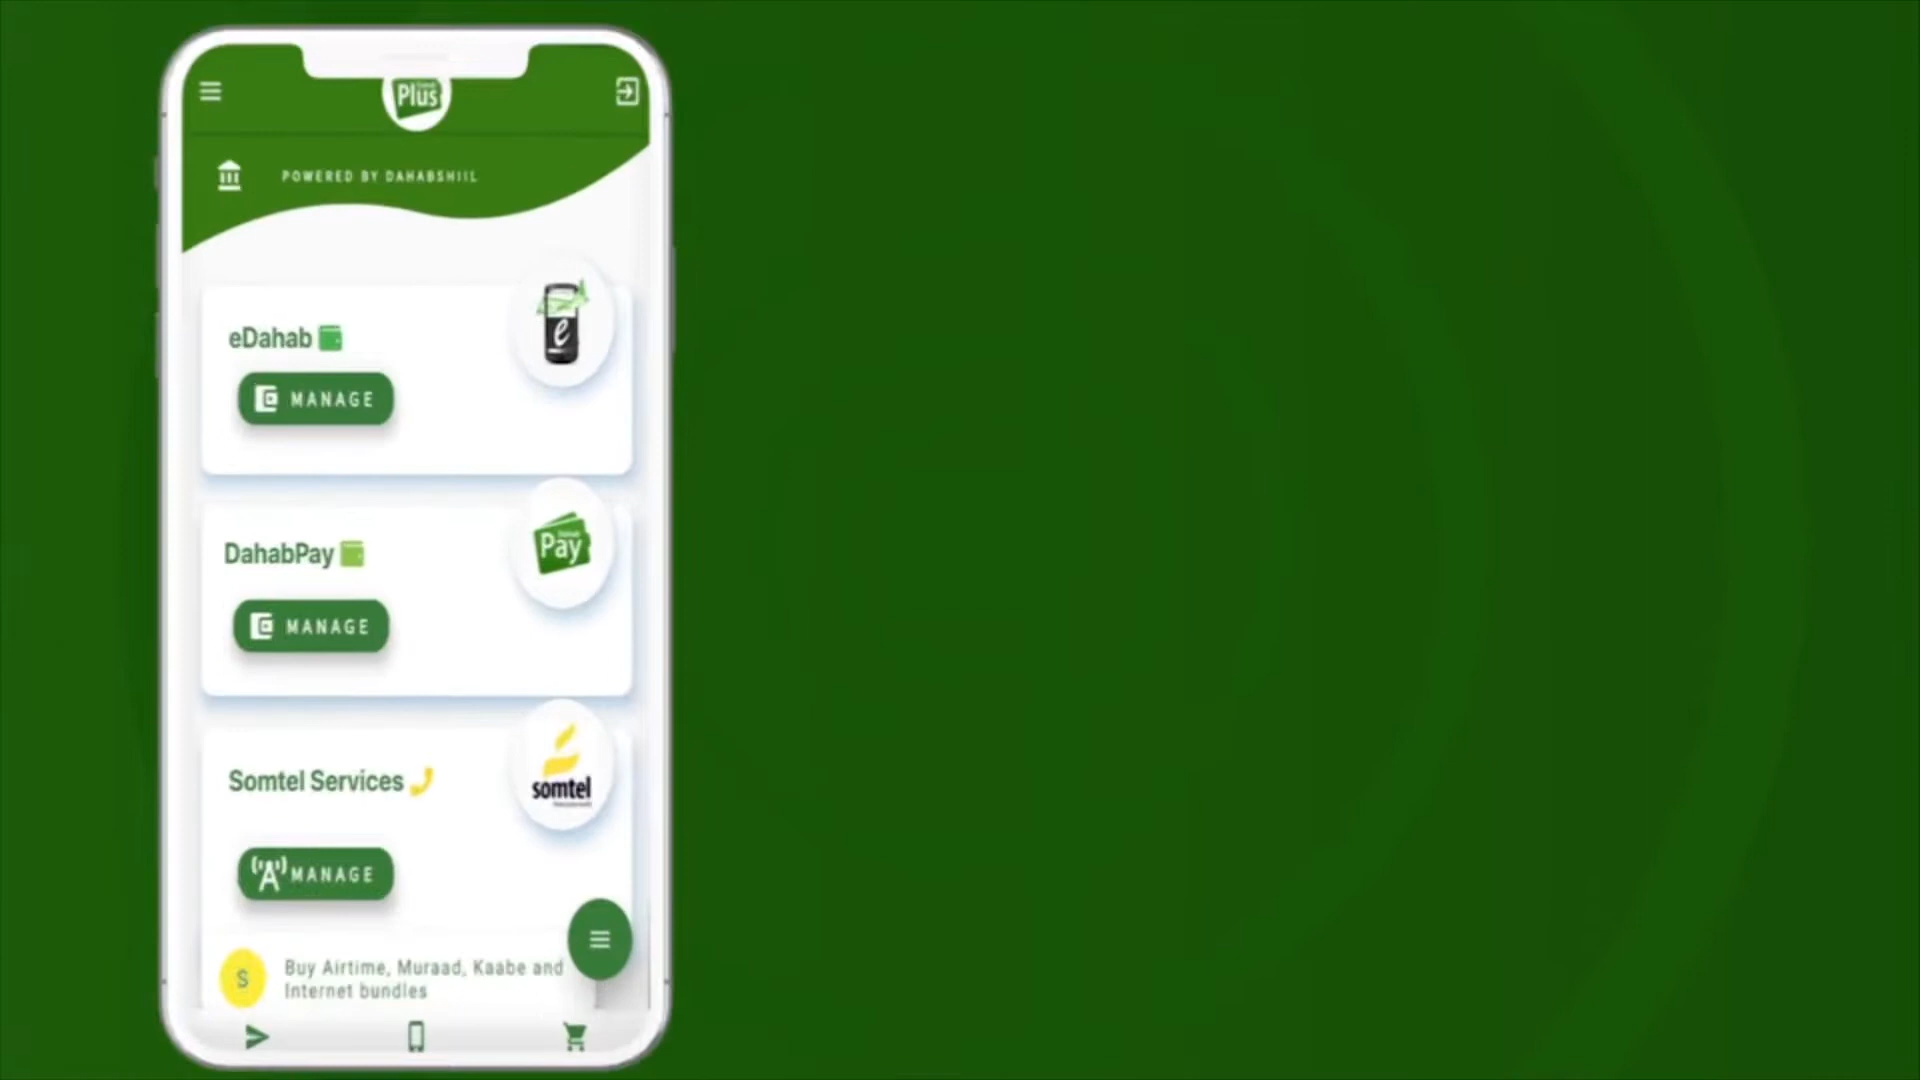 Plus
POWERED BY DAHABSHIIL
eDahab
e
MANAGE
DahabPay
Pay
MANAGE
Somtel Services
somtel
MANAGE
S
Buy Airtime, Muraad, Kaabe and
Internet bundles